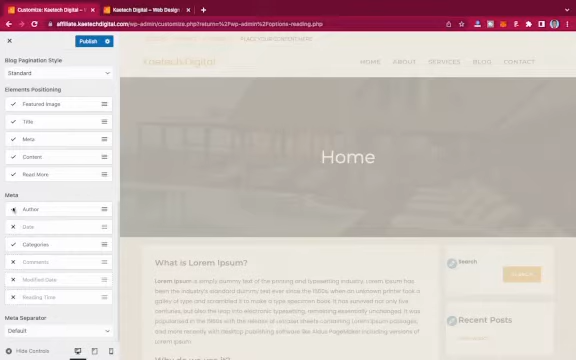 Customize: Kaetech Digital –
Kaetech Digital – Web Design
affiliate.kaetechdigital.com/wp-admin/customize.php?return=%2Fwp-admin%2Foptions-reading.php
Publish
PLACE YOUR CONTENT HERE
Blog Pagination Style
Standard
KaetechDigital
HOME
ABOUT
SERVICES
BLOG
CONTACT
Elements Positioning
Featured Image
Title
Meta
Content
Read More
Home
Meta
Author
Date
Categories
Comments
Modified Date
Reading Time
Meta Separator
Default
Hide Controls
What is Lorem Ipsum?
Lorem Ipsum is simply dummy text of the printing and typesetting industry. Lorem Ipsum has
been the industry's standard dummy text ever since the 1500s, when an unknown printer took a
galley of type and scrambled it to make a type specimen book. It has survived not only five
centuries, but also the leap into electronic typesetting, remaining essentially unchanged. It was
popularised in the 1960s with the release of Letraset sheets containing Lorem Ipsum passages,
and more recently with desktop publishing software like Aldus PageMaker including versions of
Lorem Ipsum.
Search
Recent Posts